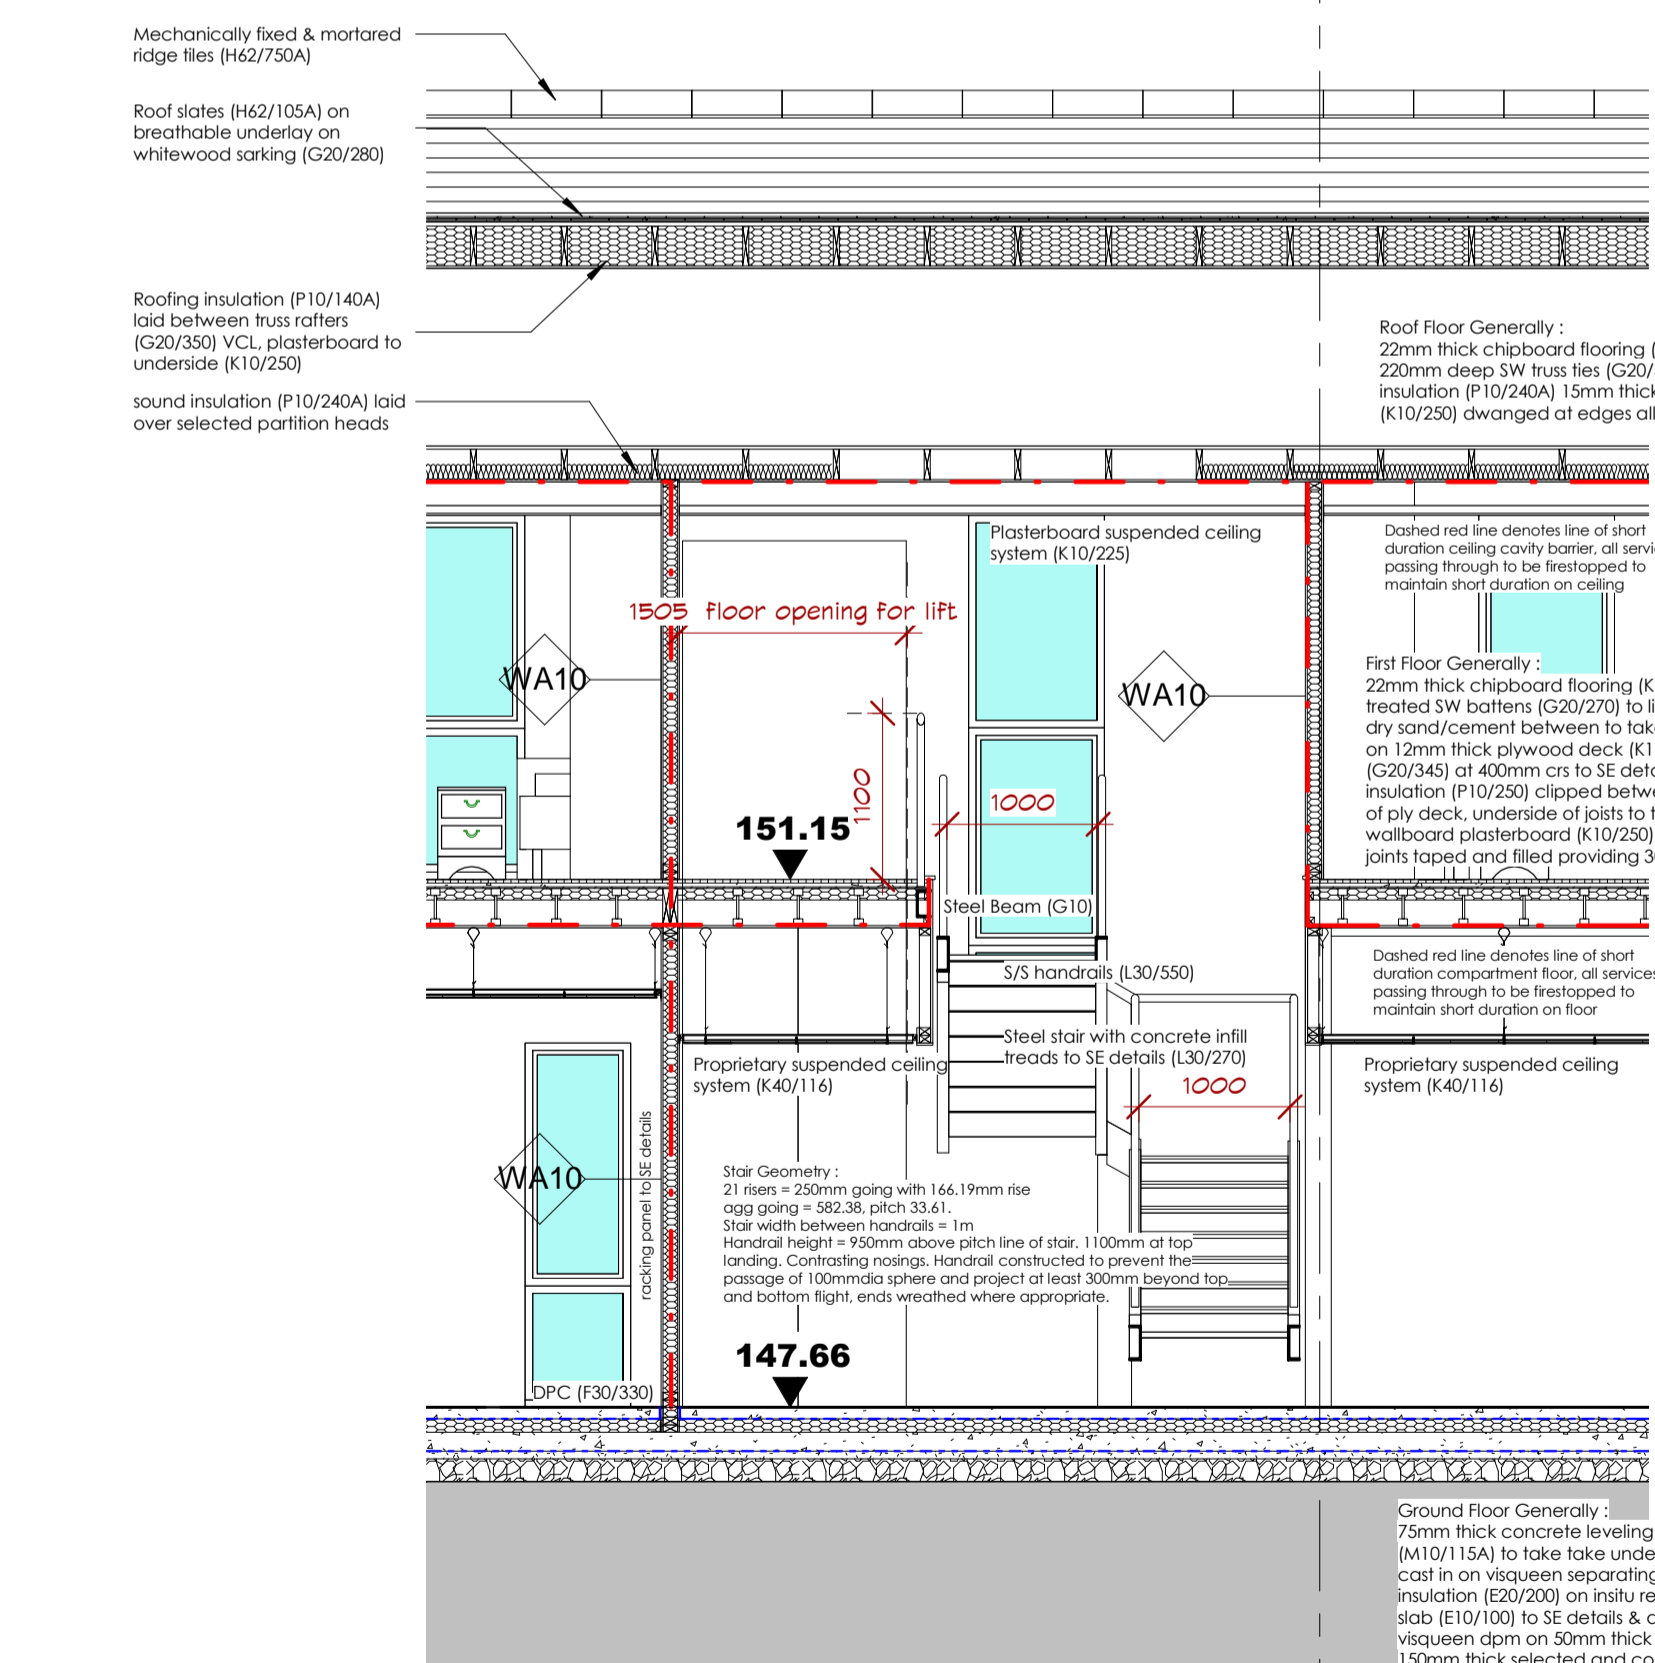 Mechanically fixed & mortared
ridge tiles (H62/750A)
Roof slates (H62/105A) on
breathable underlay on
whitewood sarking (G20/280)
Roofing insulation (P10/140A)
laid between truss rafters
(G20/350) VCL, plasterboard to
underside (K10/250)
sound insulation (P10/240A) laid
over selected partition heads
Roof Floor Generally :
22mm thick chipboard flooring (
220mm deep SW truss ties (G20/
insulation (P10/240A) 15mm thick
(K10/250) dwanged at edges all
Plasterboard suspended ceiling
system (K10/225)
Dashed red line denotes line of short
duration ceiling cavity barrier, all servi
passing through to be firestopped to
maintain short duration on ceiling
1505 floor opening for lift
WA10
WA10
First Floor Generally :
22mm thick chipboard flooring (K
treated SW battens (G20/270) to
dry sand/cement between to take
on 12mm thick plywood deck (K1
(G20/345) at 400mm crs to SE
insulation (P10/250) clipped
of ply deck, underside of joists to
wallboard plasterboard (K10/250)
joints taped and filled providing
1100
1000
151.15
Steel Beam (G10)
S/S handrails (L30/550)
Dashed red line denotes line of short
duration compartment floor, all services
passing through to be firestopped to
maintain short duration on floor
Steel stair with concrete infill
treads to SE details (L30/270)
Proprietary suspended ceiling
system (K40/116)
1000
Proprietary suspended ceiling
system (K40/116)
racking panel to SE details
WA10
Stair Geometry :
21 risers = 250mm going with 166.19mm rise
agg going = 582.38, pitch 33.61.
Stair width between handrails = 1m
Handrail height = 950mm above pitch line of stair. 1100mm at top
landing. Contrasting nosings. Handrail constructed to prevent the
passage of 100mmdia sphere and project at least 300mm beyond top
and bottom flight, ends wreathed where appropriate.
147.66
DPC (F30/330)
Ground Floor Generally :
75mm thick concrete leveling
(M10/115A) to take take
cast in on visqueen separating
insulation (E20/200) on insitu
slab (E10/100) to SE details &
visqueen dpm on 50mm thick
150mm thick selected and